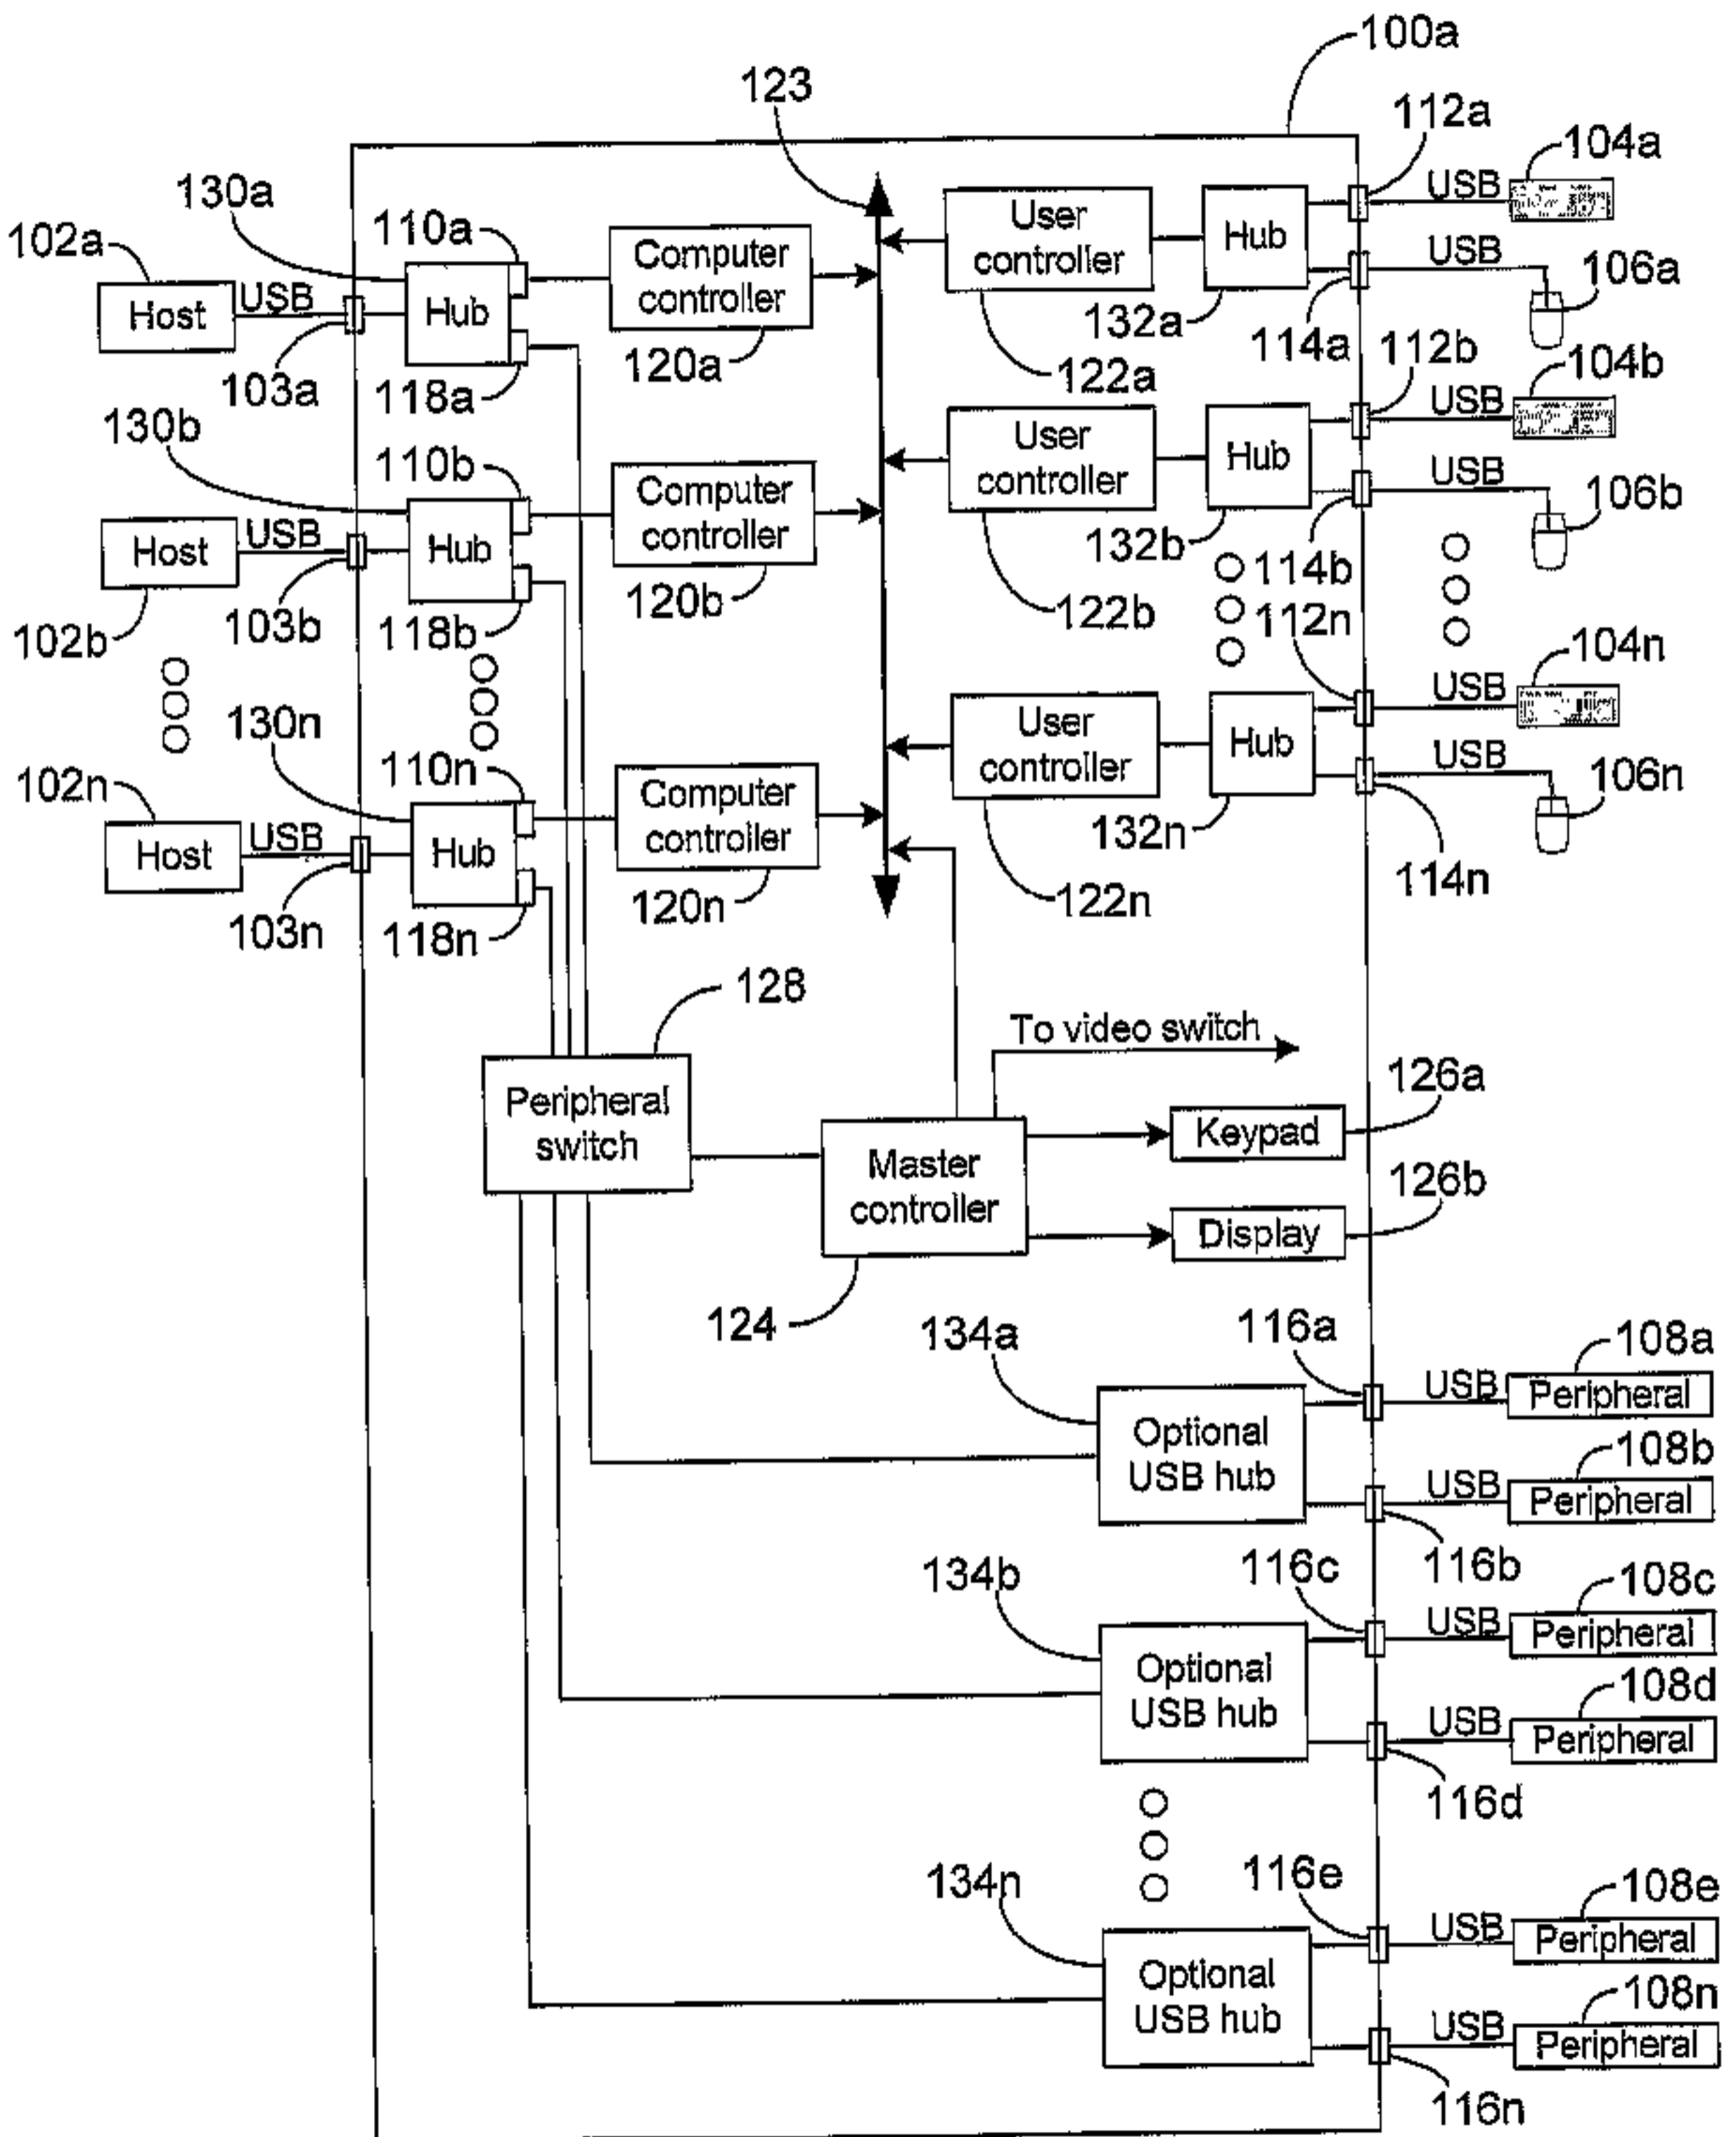 100a
123
112a
104a
130a
USB
110a
User
controller
Hub
102a
Computer
controller
USB
106a
Host
USB
Hub
132a
114a
112b
120a
122a
104b
103a
118a
USB
130b
110b
User
controller
Hub
USB
106b
Computer
controller
Host
USB
Hub
132b
114b
120b
122b
112n
102b
103b
118b
104n
USB
130n
110n
User
controller
Hub
USB
102n
106n
Computer
controller
Host
USB
Hub
132n
114n
120n
122n
103n
118n
128
To video switch
126a
Peripheral
switch
Keypad
Master
controller
126b
Display
124
134a
116a
108a
USB
Peripheral
Optional
USB hub
108b
USB
Peripheral
116b
134b
116c
108c
USB
Peripheral
Optional
USB hub
108d
USB
Peripheral
116d
134n
116e
108e
USB
Peripheral
Optional
USB hub
108n
USB
Peripheral
116n